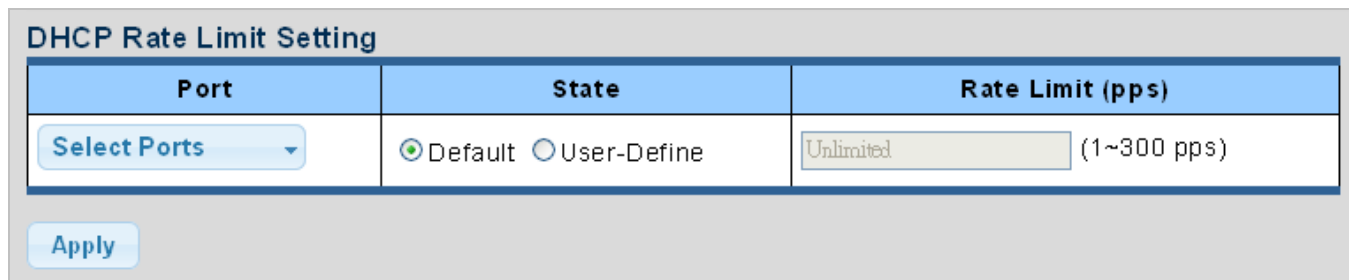 DHCP Rate Limit Setting
Port State Rate Limit (pps)
Select Ports Default User-Define Unlimited (1~300 pps)
Apply